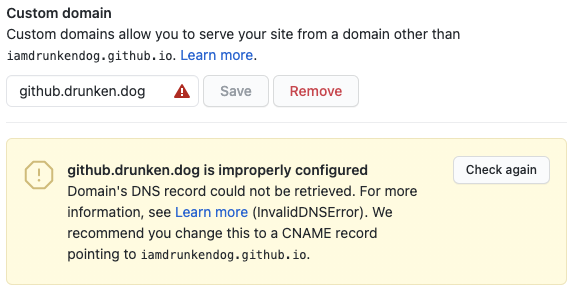 Custom domain
Custom domains allow you to serve your site from a domain other than
iamdrunkendog.github.io. Learn more.
github.drunken.dog
Save
Remove
github.drunken.dog is improperly configured
Check again
Domain's DNS record could not be retrieved. For more
information, see Learn more (InvalidDNSError). We
recommend you change this to a CNAME record
pointing to iamdrunkendog.github.io.